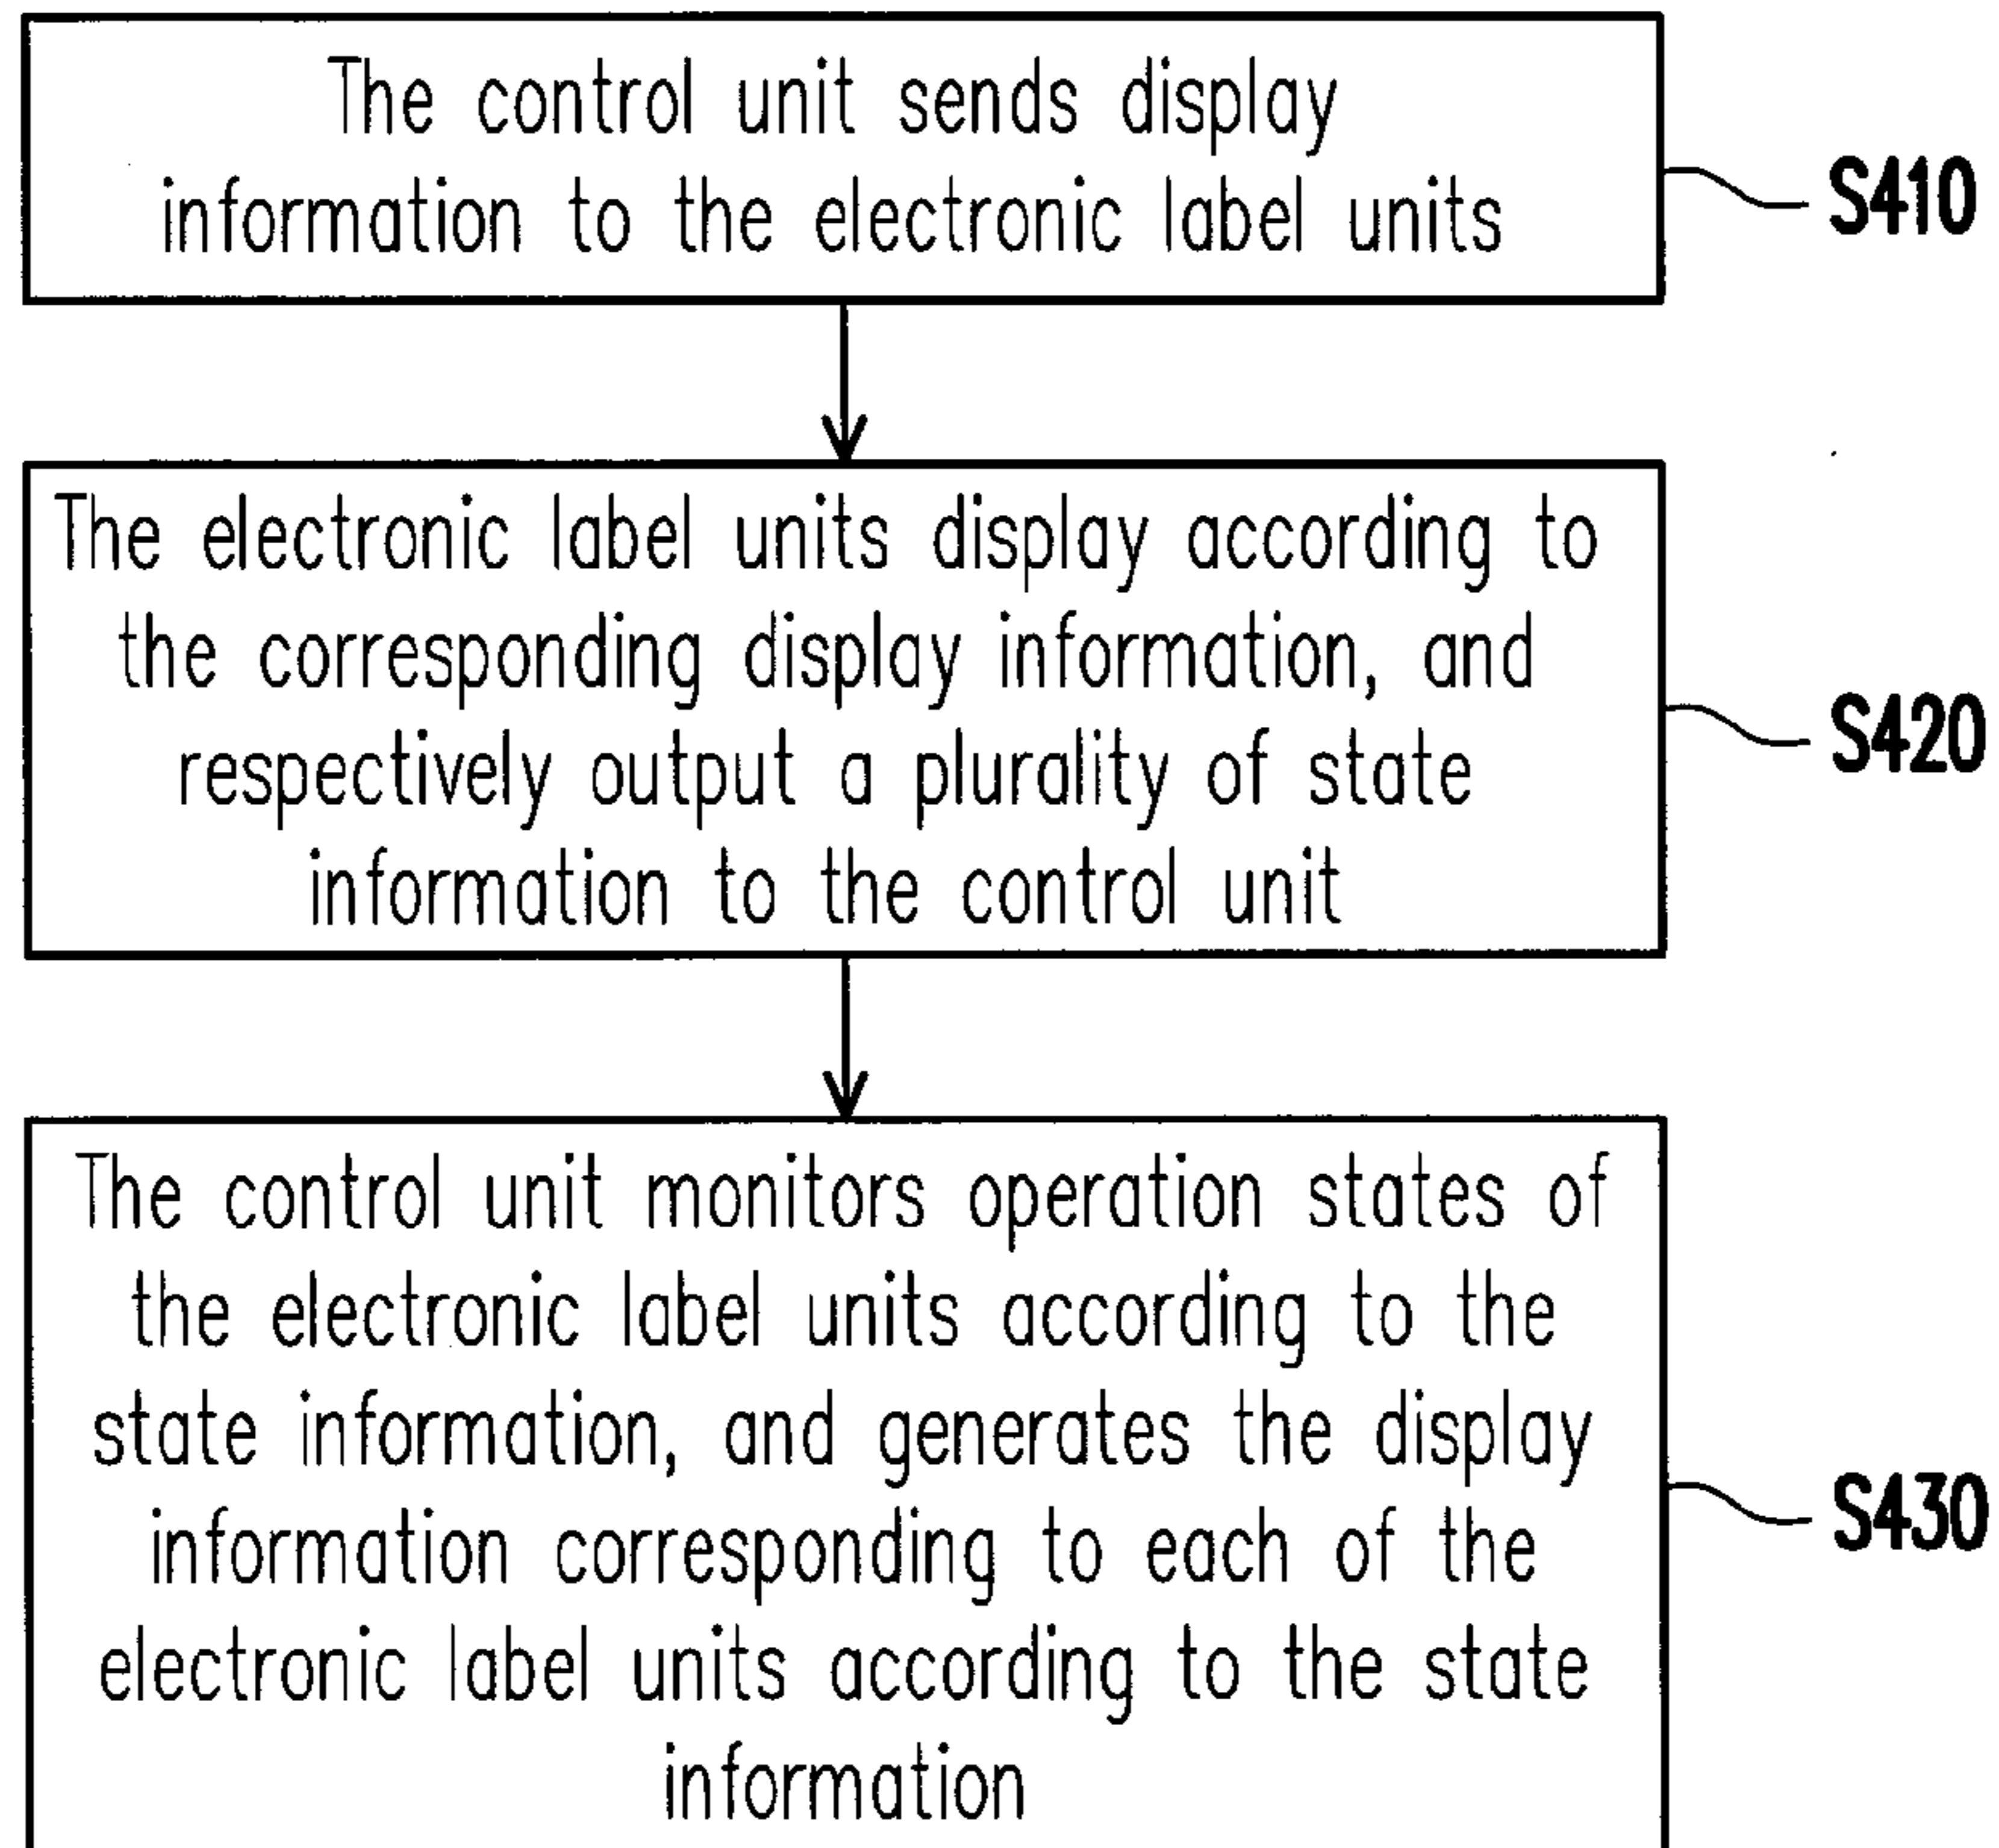 The control unit sends display
information to the electronic label units
S410
The electronic label units display according to
the corresponding display information, and
respectively output a plurality of state
information to the control unit
S420
The control unit monitors operation states of
the electronic label units according to the
state information, and generates the display
information corresponding to each of the
electronic label units according to the state
information
S430